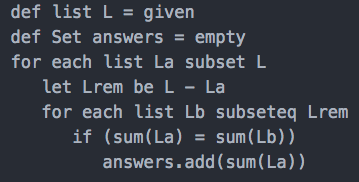 def list L = given
def Set answers = empty
for each list La subset L
   let Lrem be L - La
   for each list Lb subseteq Lrem
      if (sum(La) = sum(Lb))
         answers.add(sum(La))